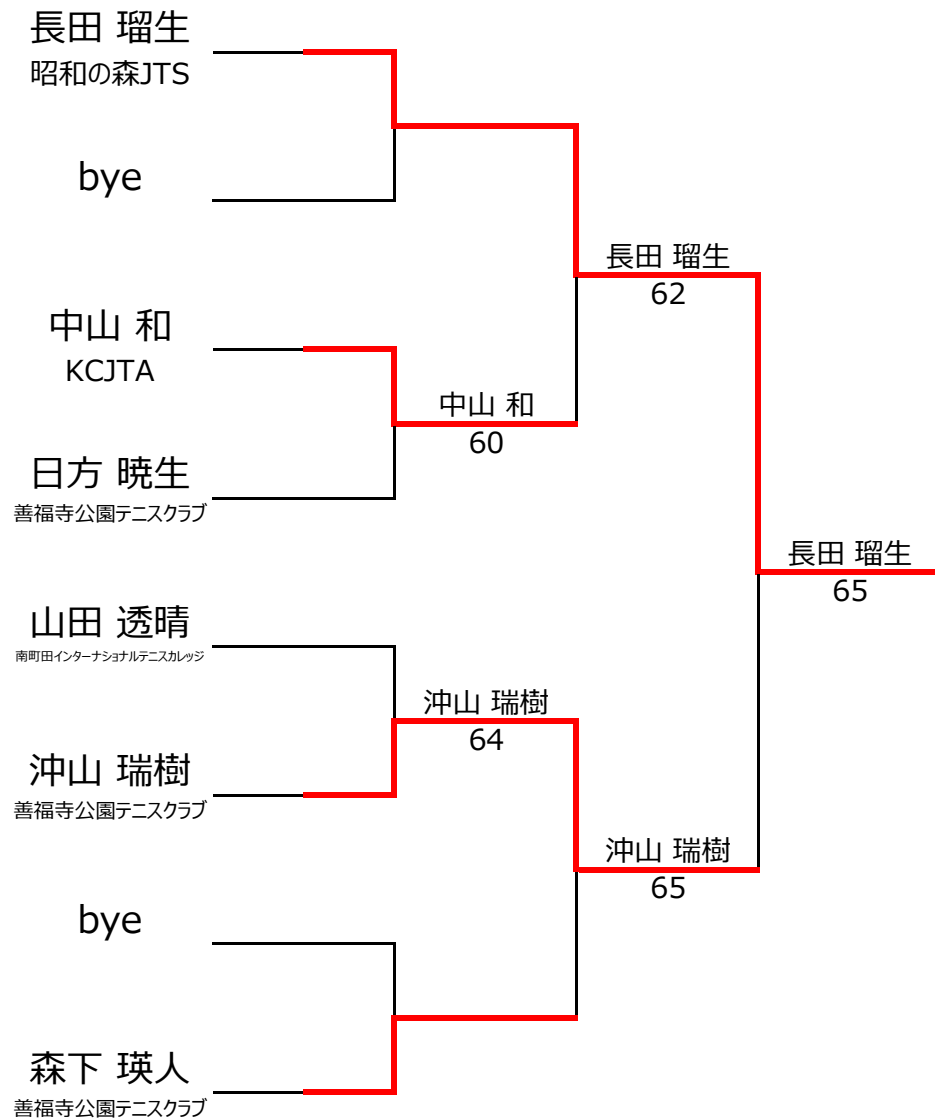 長田 瑠生
昭和の森JTS
bye
長田 瑠生
62
中山 和
KCJTA
中山 和
60
日方 暁生
善福寺公園テニスクラブ
長田 瑠生
65
山田 透晴
南町田インターナショナルテニスカレッジ
沖山 瑞樹
64
沖山 瑞樹
善福寺公園テニスクラブ
沖山 瑞樹
65
bye
森下 瑛人
善福寺公園テニスクラブ